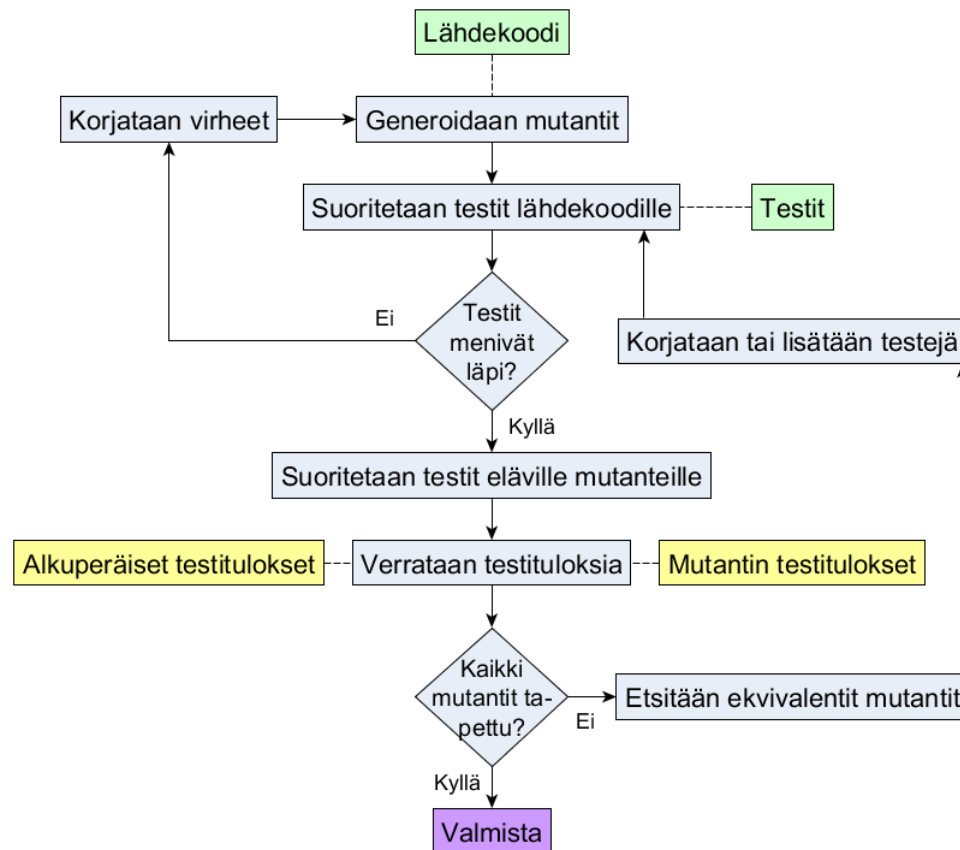 Lähdekoodi
Korjataan virheet
Generoidaan mutantit
Suoritetaan testit lähdekoodille
Testit
Testit
menivät
läpi?
Ei
Korjataan tai lisätään testejä
Kyllä
Suoritetaan testit eläville mutanteille
Alkuperäiset testitulokset
Verrataan testituloksia
Mutantin testitulokset
Kaikki
mutantit ta-
pettu?
Ei
Etsitään ekvivalentit mutantit
Kyllä
Valmista